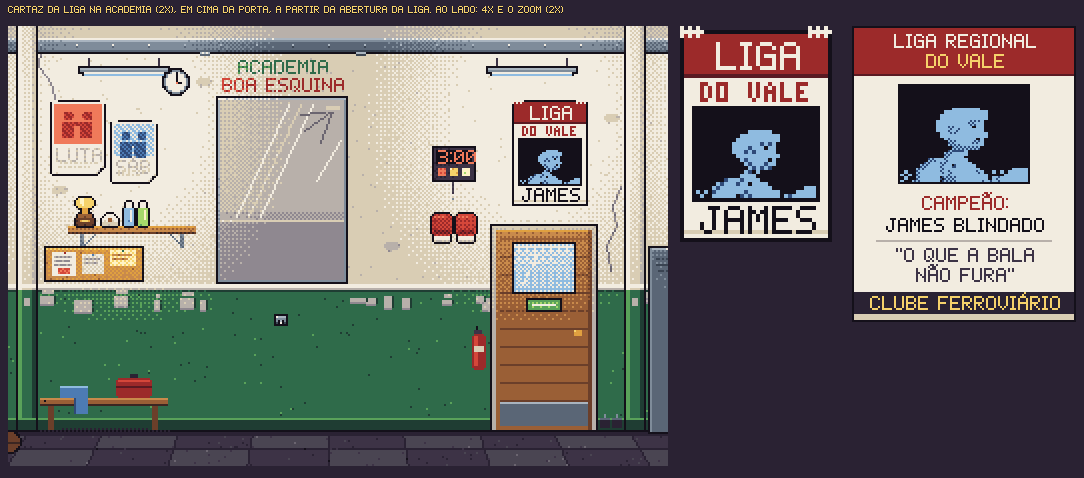 CARTAZ DA LIGA NA ACADEMIA (2X), EM CIMA DA PORTA, A PARTIR DA ABERTURA DA LIGA. AO LADO: 4X E O ZOOM (2X)
ACADEMIA
BOA ESQUINA
LUTA
SÁB
3:00
LIGA
DO VALE
JAMES
LIGA
DO VALE
JAMES
LIGA REGIONAL
DO VALE
CAMPEÃO:
JAMES BLINDADO
"O QUE A BALA
NÃO FURA"
CLUBE FERROVIÁRIO